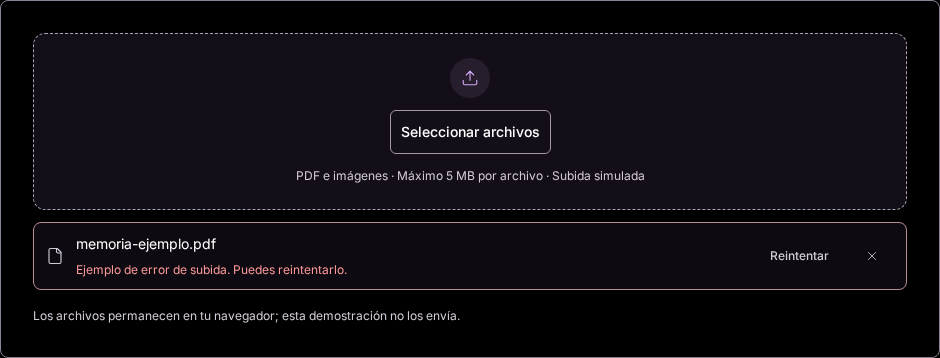 Seleccionar archivos
PDF e imágenes · Máximo 5 MB por archivo · Subida simulada
memoria-ejemplo.pdf
Ejemplo de error de subida. Puedes reintentarlo.
Reintentar
Los archivos permanecen en tu navegador; esta demostración no los envía.